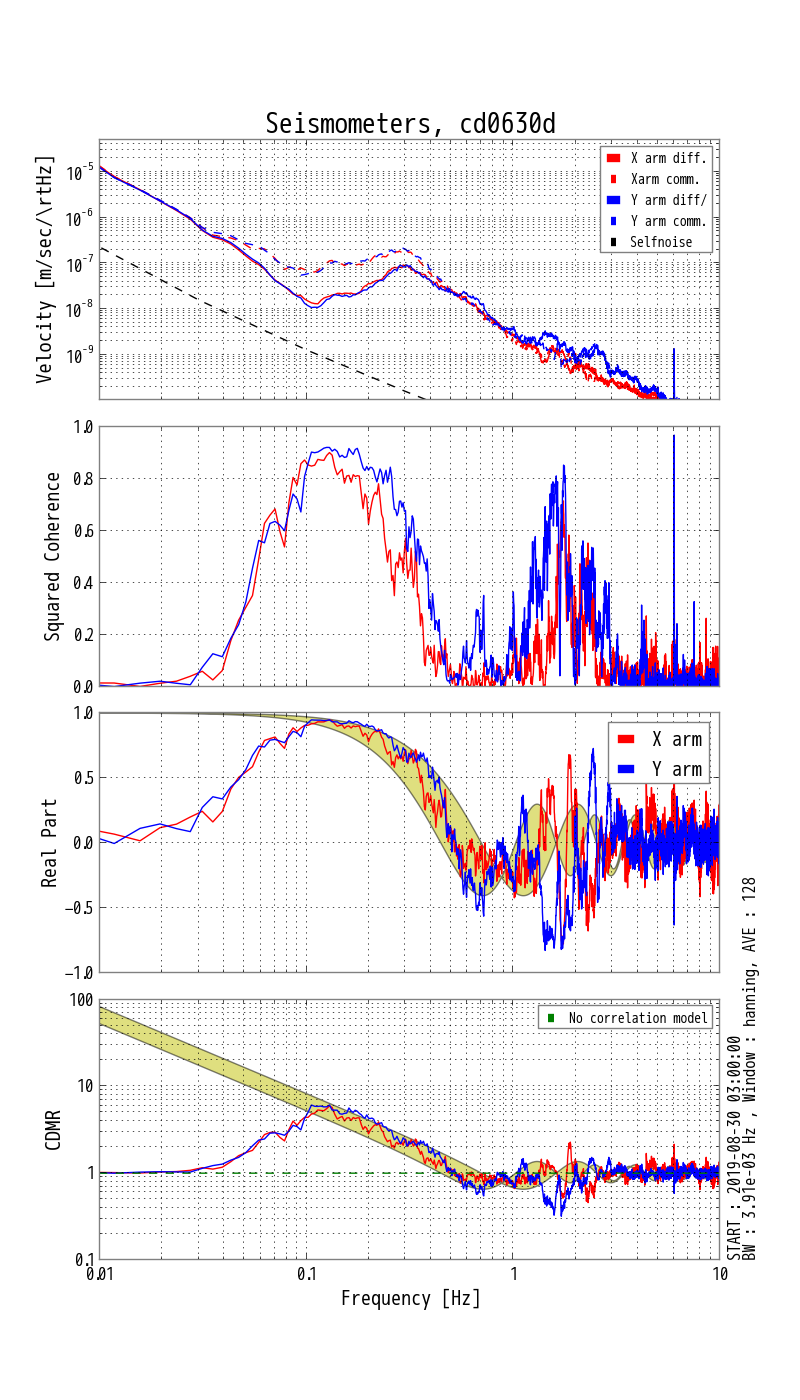 Seismometers, cd0630d
Velocity [m/sec/\rtHz]
10^-5
10^-6
10^-7
10^-8
10^-9
X arm diff.
Xarm comm.
Y arm diff/
Y arm comm.
Selfnoise
Squared Coherence
1.0
0.8
0.6
0.4
0.2
0.0
Real Part
1.0
0.5
0.0
−0.5
−1.0
X arm
Y arm
CDMR
100
10
1
0.1
No correlation model
0.01
0.1
1
10
Frequency [Hz]
START : 2019-08-30 03:00:00
BW : 3.91e-03 Hz , Window : hanning, AVE : 128